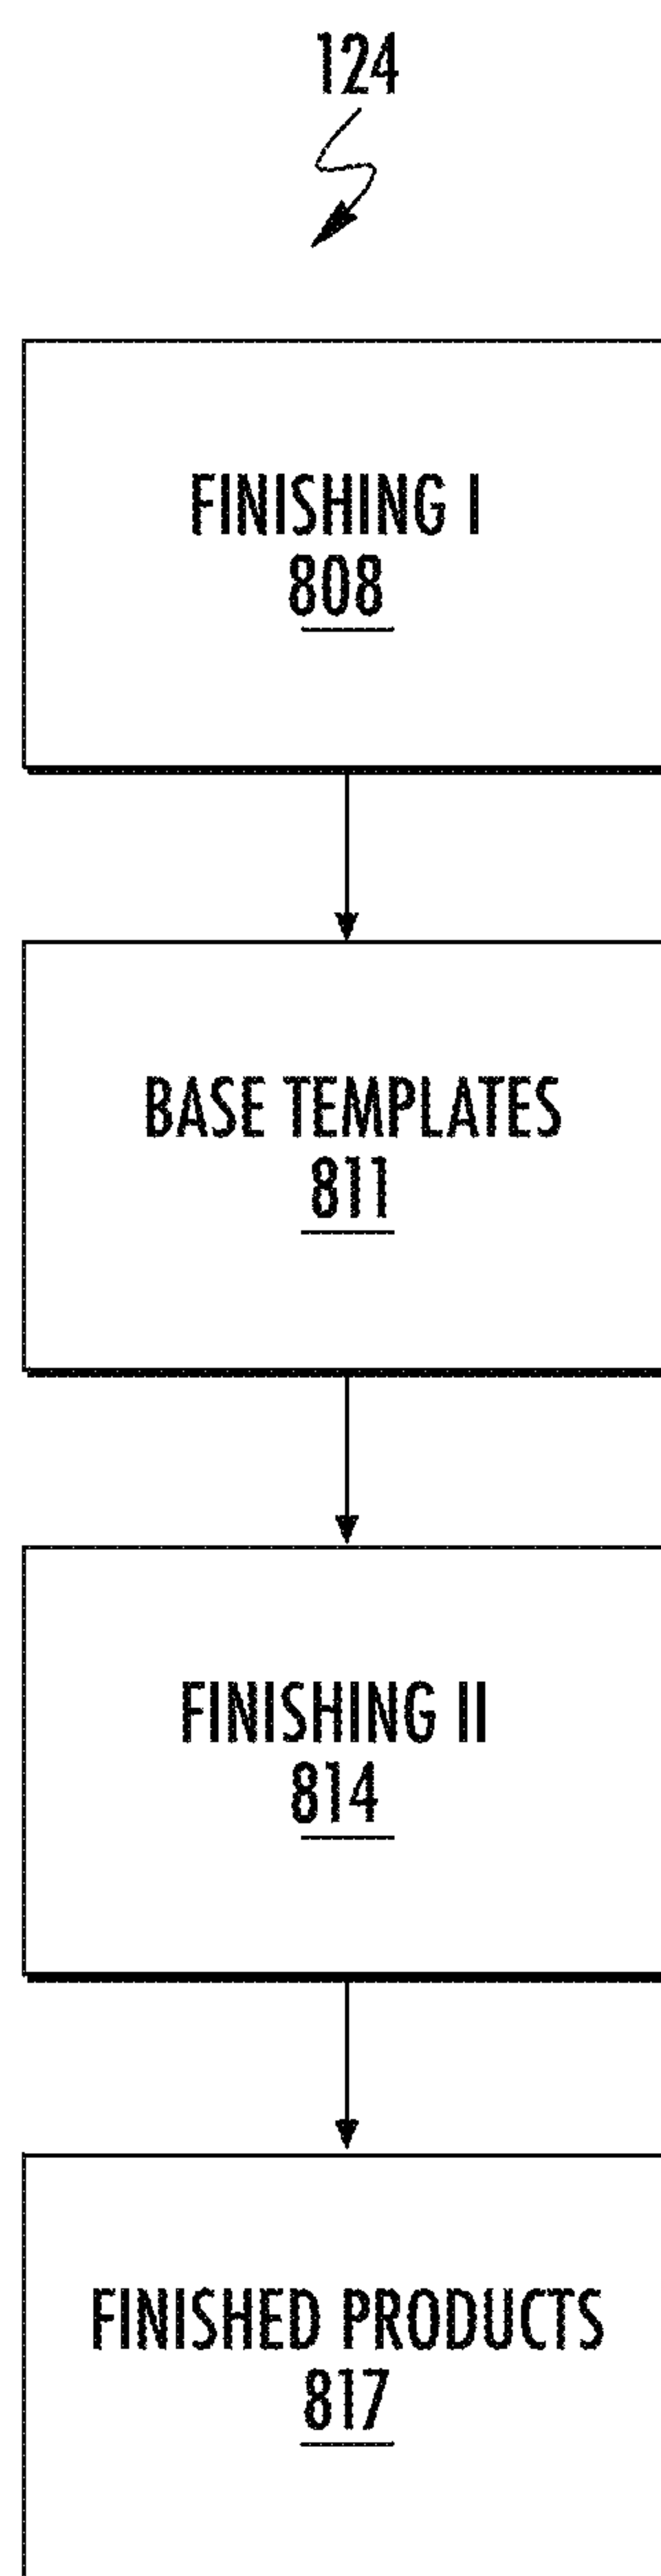 124
FINISHING I
808
BASE TEMPLATES
811
FINISHING II
814
FINISHED PRODUCTS
817